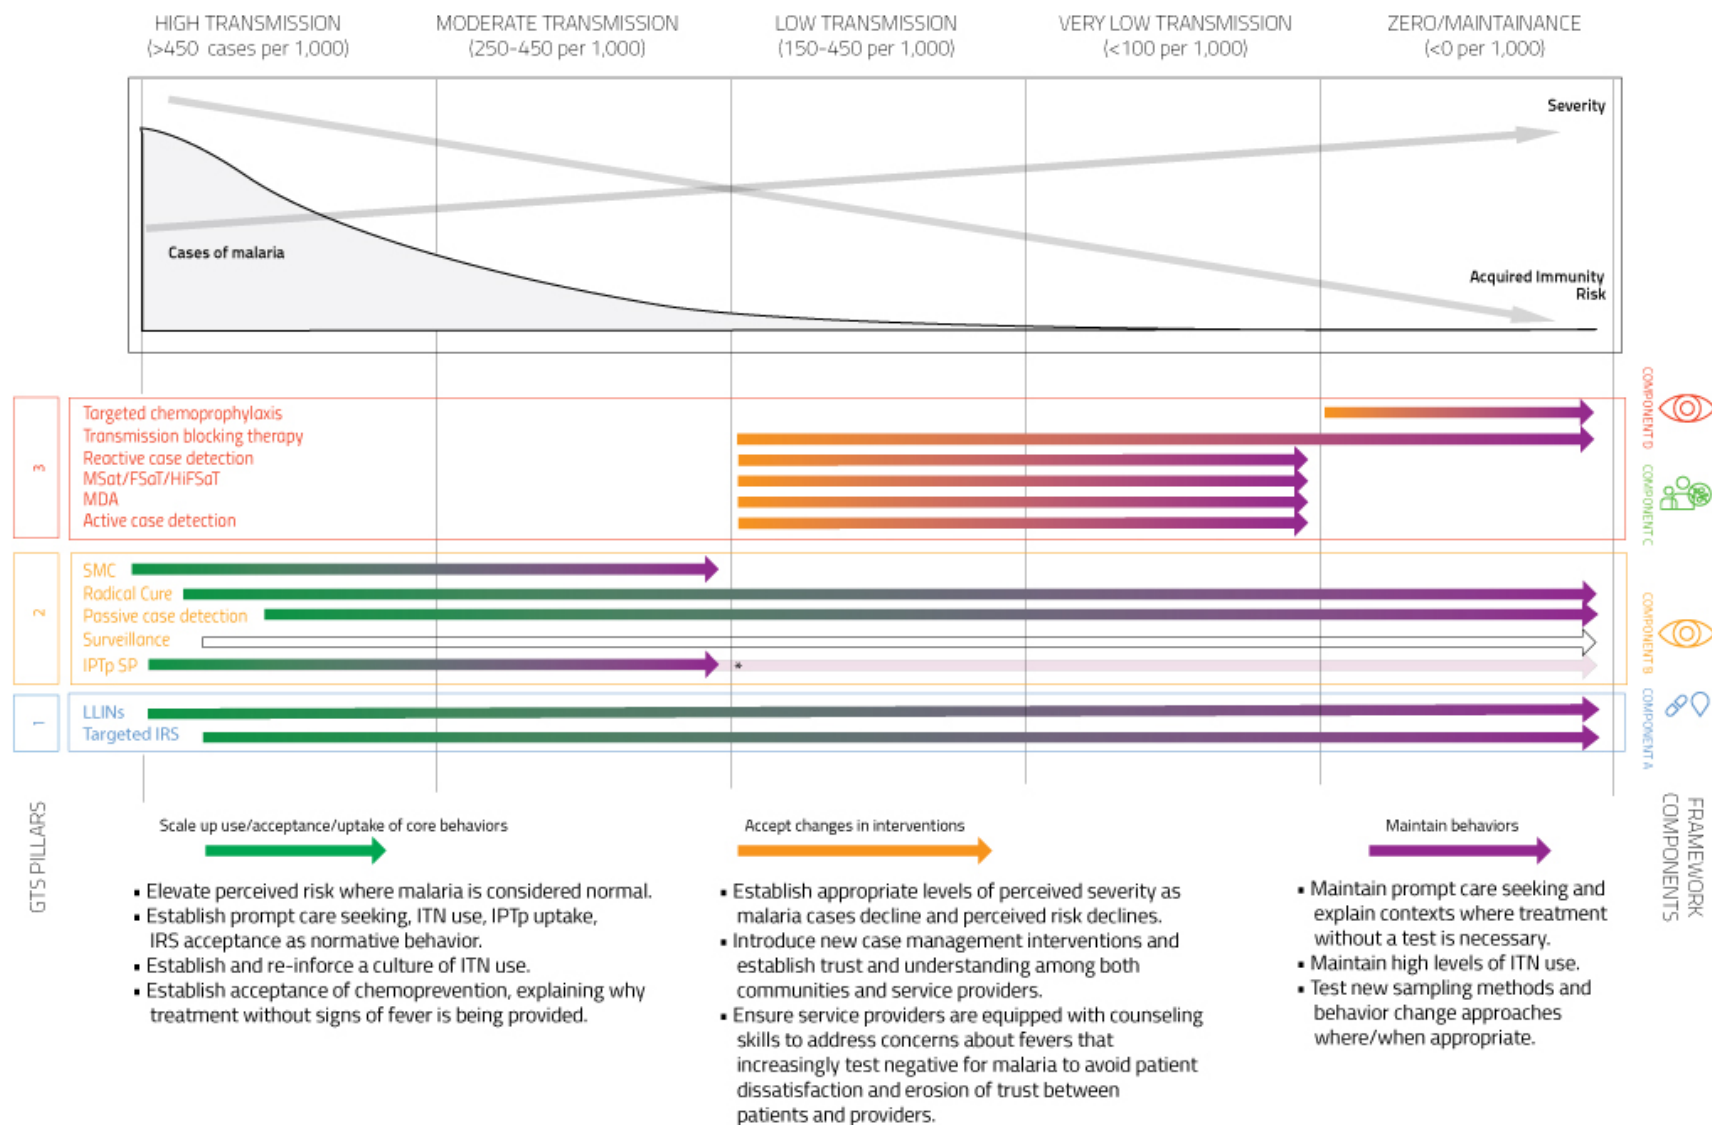 HIGH TRANSMISSION
(>450 cases per 1,000)
MODERATE TRANSMISSION
(250-450 per 1,000)
LOW TRANSMISSION
(150-450 per 1,000)
VERY LOW TRANSMISSION
(<100 per 1,000)
ZERO/MAINTAINANCE
(<0 per 1,000)
Severity
Cases of malaria
Acquired Immunity
Risk
3
Targeted chemoprophylaxis
Transmission blocking therapy
Reactive case detection
MSat/FSaT/HiFSaT
MDA
Active case detection
COMPONENT D
COMPONENT C
2
SMC
Radical Cure
Passive case detection
Surveillance
IPTp SP
*
COMPONENT B
1
LLINs
Targeted IRS
COMPONENT A
GTS PILLARS
FRAMEWORK
COMPONENTS
Scale up use/acceptance/uptake of core behaviors
▪ Elevate perceived risk where malaria is considered normal.
▪ Establish prompt care seeking, ITN use, IPTp uptake,
IRS acceptance as normative behavior.
▪ Establish and re-inforce a culture of ITN use.
▪ Establish acceptance of chemoprevention, explaining why
treatment without signs of fever is being provided.
Accept changes in interventions
▪ Establish appropriate levels of perceived severity as
malaria cases decline and perceived risk declines.
▪ Introduce new case management interventions and
establish trust and understanding among both
communities and service providers.
▪ Ensure service providers are equipped with counseling
skills to address concerns about fevers that
increasingly test negative for malaria to avoid patient
dissatisfaction and erosion of trust between
patients and providers.
Maintain behaviors
▪ Maintain prompt care seeking and
explain contexts where treatment
without a test is necessary.
▪ Maintain high levels of ITN use.
▪ Test new sampling methods and
behavior change approaches
where/when appropriate.